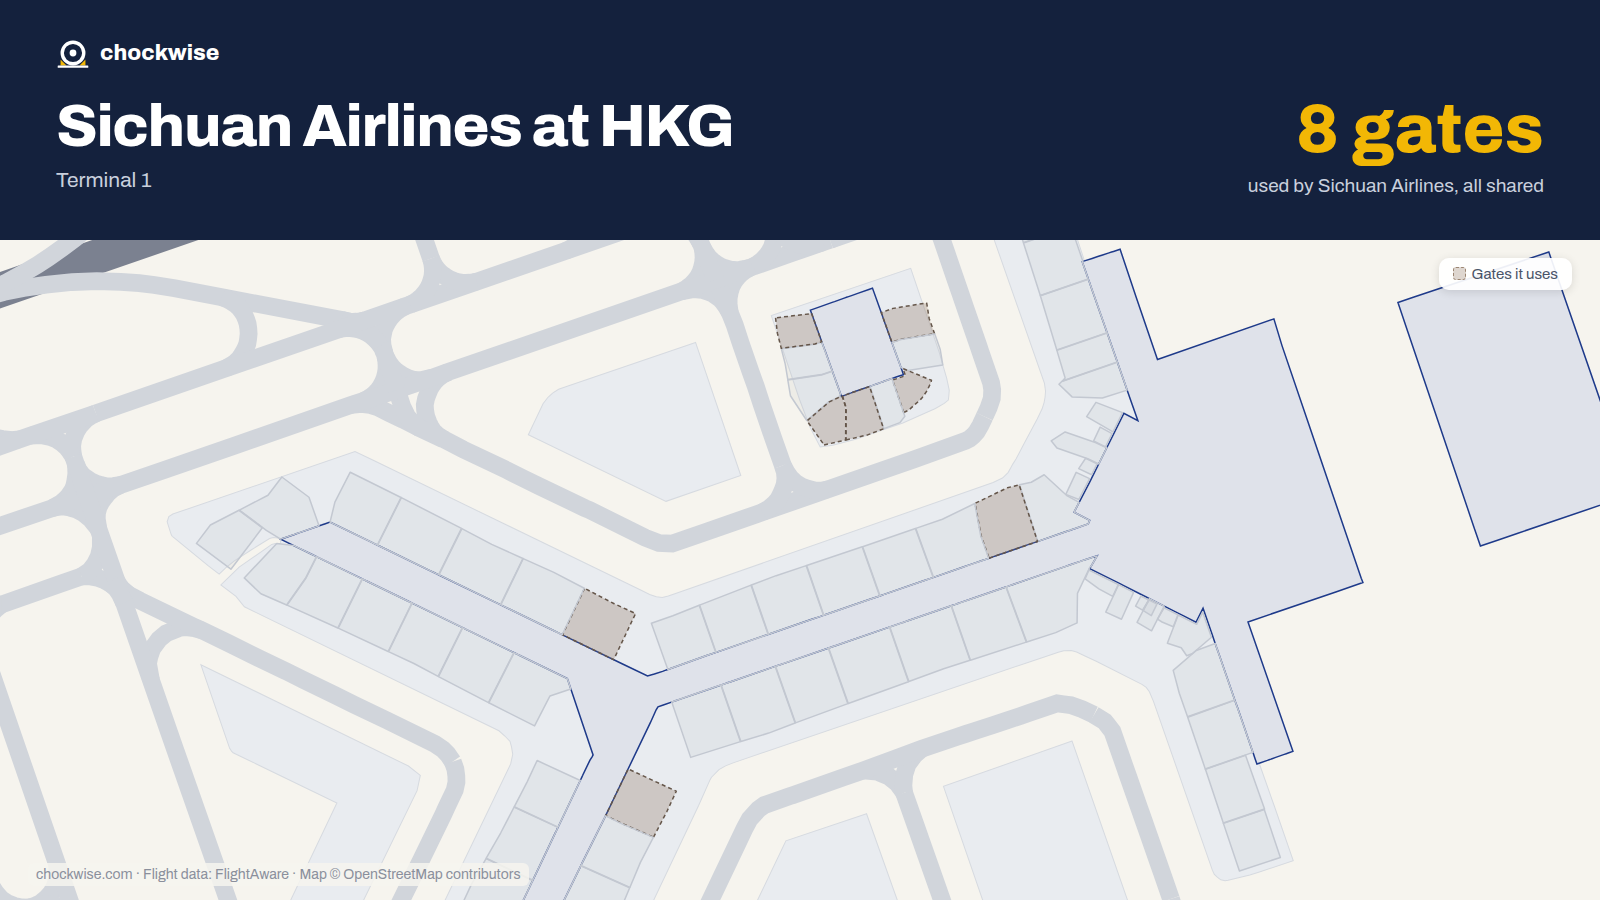 chockwise
Sichuan Airlines at HKG
Terminal 1
8 gates
used by Sichuan Airlines, all shared
Gates it uses
chockwise.com · Flight data: FlightAware · Map © OpenStreetMap contributors